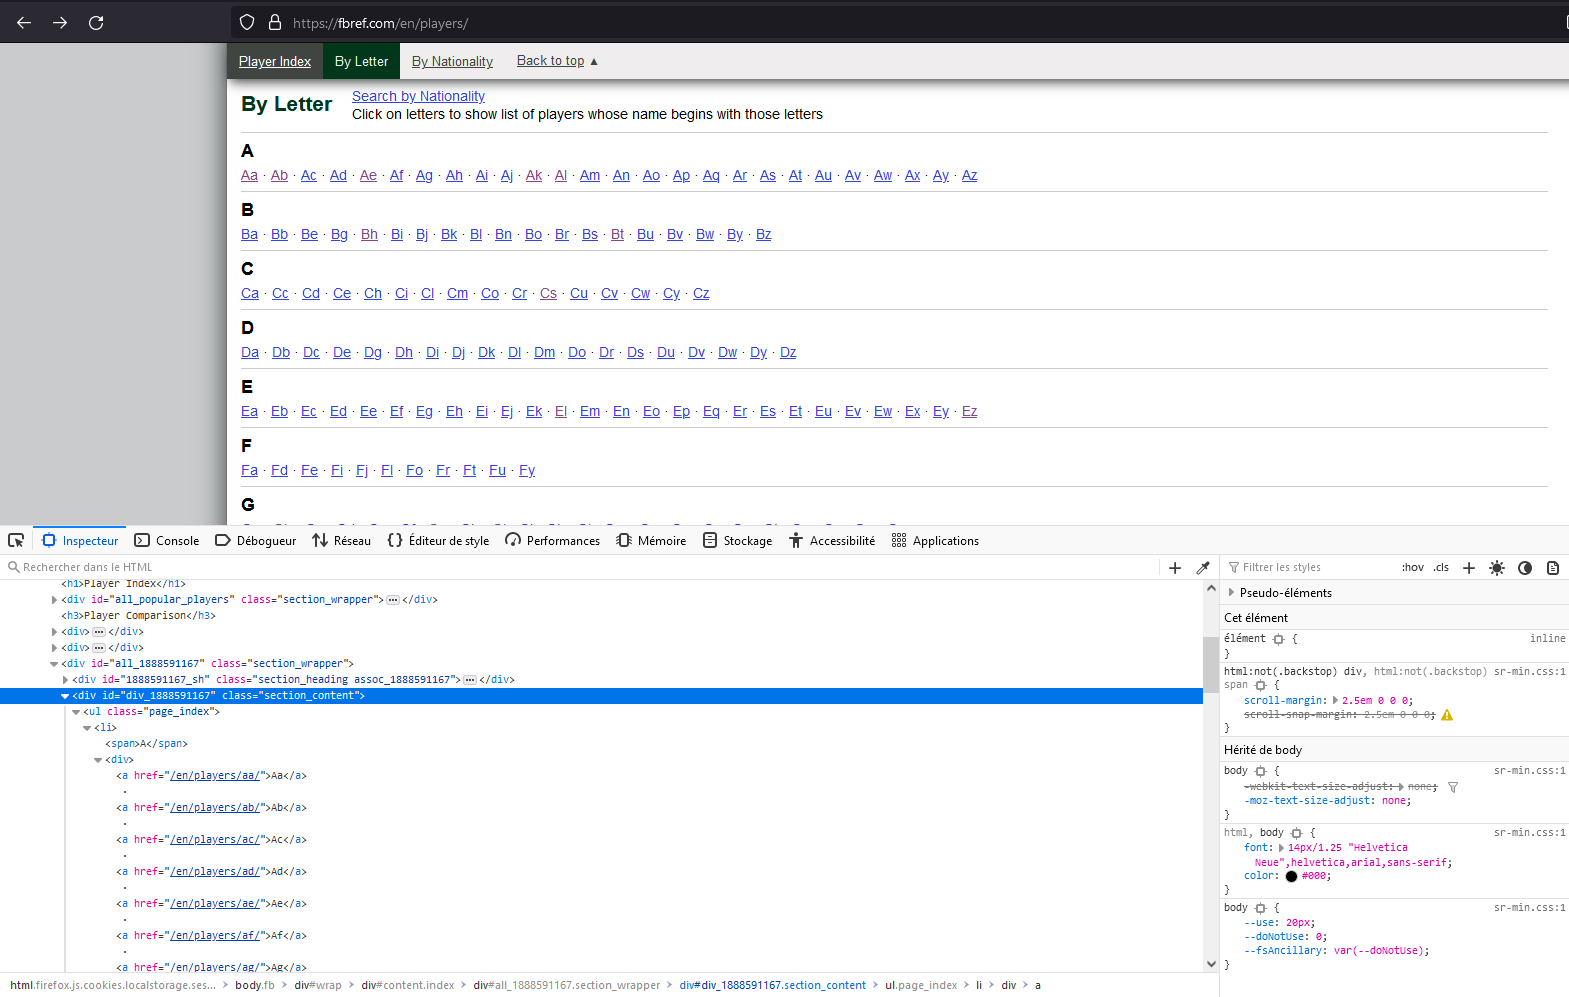 https://fbref.com/en/players/
Player Index By Letter By Nationality Back to top ▲
By Letter Search by Nationality
Click on letters to show list of players whose name begins with those letters
A
Aa · Ab · Ac · Ad · Ae · Af · Ag · Ah · Ai · Aj · Ak · Al · Am · An · Ao · Ap · Aq · Ar · As · At · Au · Av · Aw · Ax · Ay · Az
B
Ba · Bb · Be · Bg · Bh · Bi · Bj · Bk · Bl · Bn · Bo · Br · Bs · Bt · Bu · Bv · Bw · By · Bz
C
Ca · Cc · Cd · Ce · Ch · Ci · Cl · Cm · Co · Cr · Cs · Cu · Cv · Cw · Cy · Cz
D
Da · Db · Dc · De · Dg · Dh · Di · Dj · Dk · Dl · Dm · Do · Dr · Ds · Du · Dv · Dw · Dy · Dz
E
Ea · Eb · Ec · Ed · Ee · Ef · Eg · Eh · Ei · Ej · Ek · El · Em · En · Eo · Ep · Eq · Er · Es · Et · Eu · Ev · Ew · Ex · Ey · Ez
F
Fa · Fd · Fe · Fi · Fj · Fl · Fo · Fr · Ft · Fu · Fy
G
Inspecteur Console Débogueur Réseau Éditeur de style Performances Mémoire Stockage Accessibilité Applications
Rechercher dans le HTML
<h1>Player Index</h1>
<div id="all_popular_players" class="section_wrapper"> ••• </div>
<h3>Player Comparison</h3>
<div> ••• </div>
<div> ••• </div>
<div id="all_1888591167" class="section_wrapper">
<div id="1888591167_sh" class="section_heading assoc_1888591167"> ••• </div>
<div id="div_1888591167" class="section_content">
<ul class="page_index">
<li>
<span>A</span>
<div>
<a href="/en/players/aa/">Aa</a>
·
<a href="/en/players/ab/">Ab</a>
·
<a href="/en/players/ac/">Ac</a>
·
<a href="/en/players/ad/">Ad</a>
·
<a href="/en/players/ae/">Ae</a>
·
<a href="/en/players/af/">Af</a>
·
<a href="/en/players/ag/">Ag</a>
Filtrer les styles :hov .cls
Pseudo-éléments
Cet élément
élément { inline
}
html:not(.backstop) div, html:not(.backstop) sr-min.css:1
span {
scroll-margin: 2.5em 0 0 0;
scroll-snap-margin: 2.5em 0 0 0;
}
Hérité de body
body { sr-min.css:1
-webkit-text-size-adjust: none;
-moz-text-size-adjust: none;
}
html, body { sr-min.css:1
font: 14px/1.25 "Helvetica
Neue",helvetica,arial,sans-serif;
color: #000;
}
body { sr-min.css:1
--use: 20px;
--doNotUse: 0;
--fsAncillary: var(--doNotUse);
}
html.firefox.js.cookies.localstorage.ses... > body.fb > div#wrap > div#content.index > div#all_1888591167.section_wrapper > div#div_1888591167.section_content > ul.page_index > li > div > a